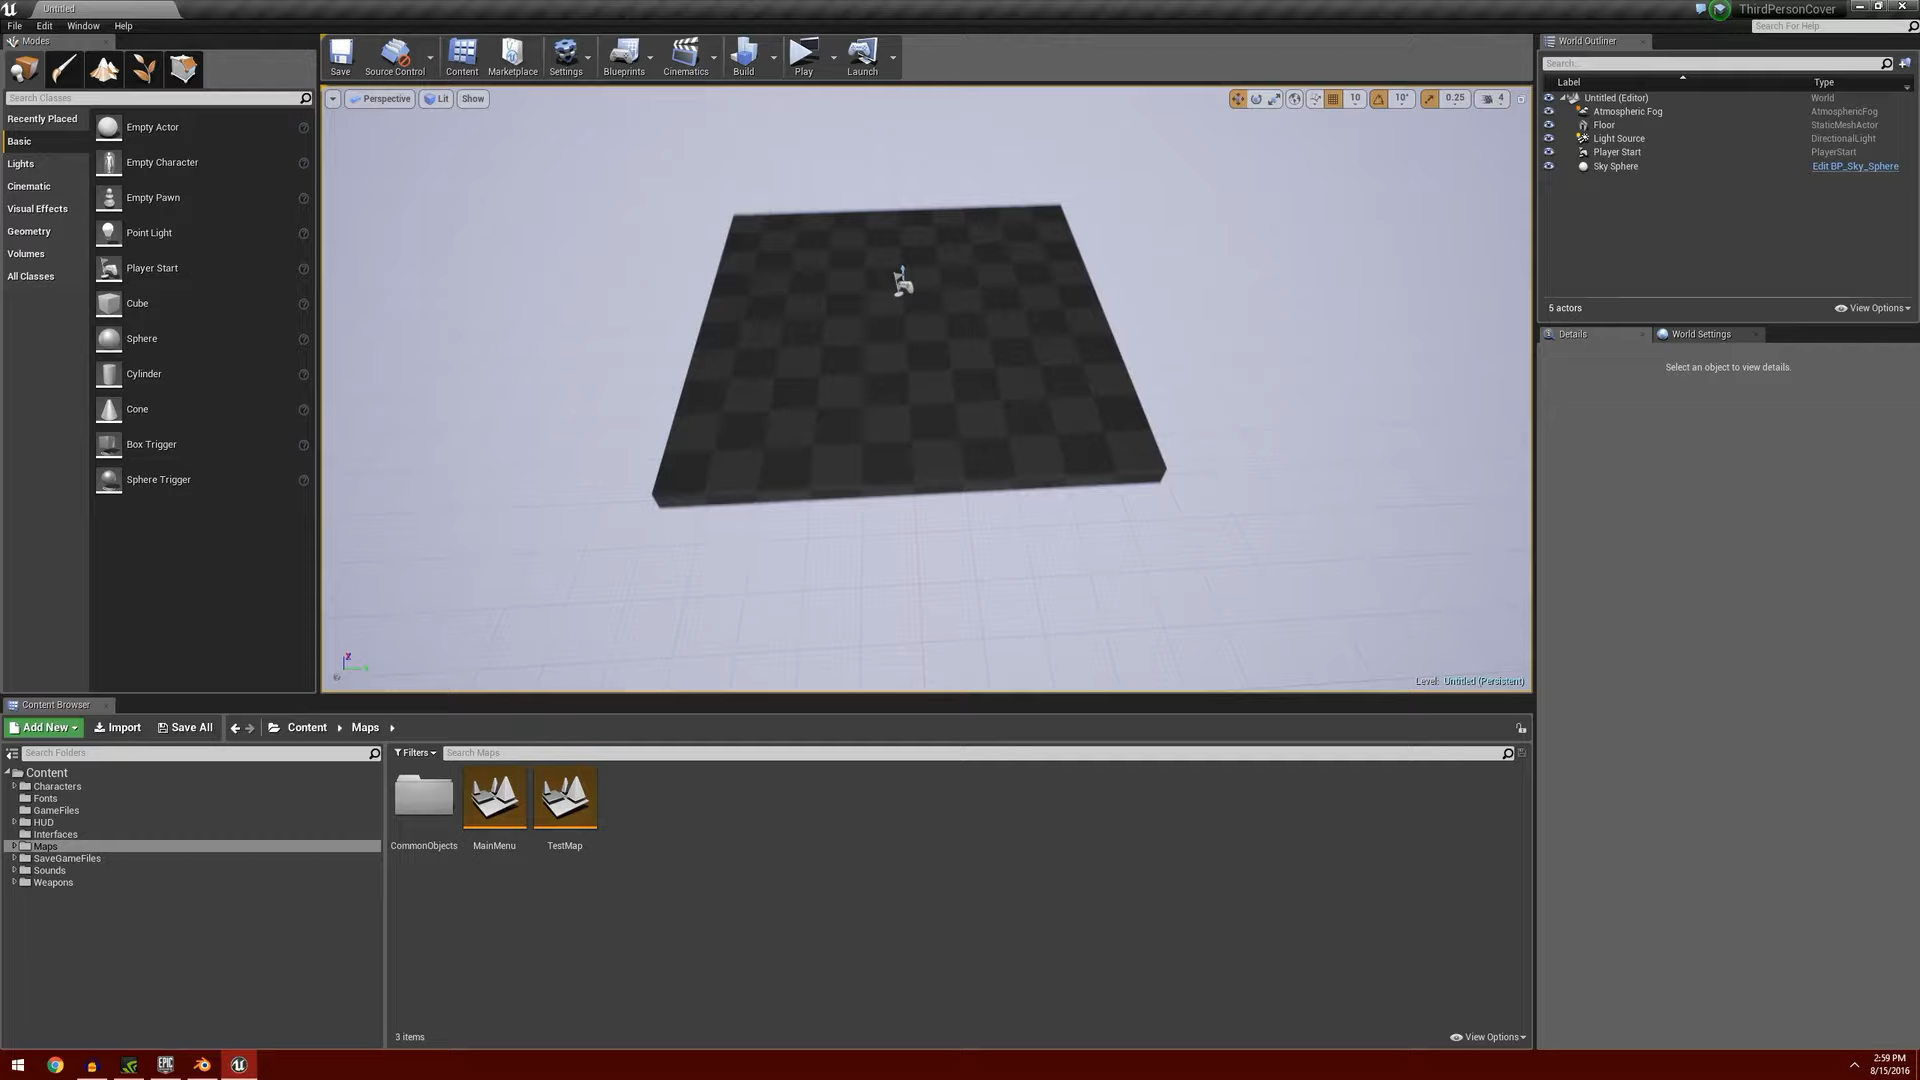 Untitled
ThirdPersonCover
File Edit Window Help
Search For Help
Modes
Search Classes
Recently Placed
Basic
Lights
Cinematic
Visual Effects
Geometry
Volumes
All Classes
Empty Actor
Empty Character
Empty Pawn
Point Light
Player Start
Cube
Sphere
Cylinder
Cone
Box Trigger
Sphere Trigger
Save Source Control Content Marketplace Settings Blueprints Cinematics Build Play Launch
Perspective Lit Show
10 10° 0.25 4
Level: Untitled (Persistent)
World Outliner
Search...
Label Type
Untitled (Editor) World
Atmospheric Fog AtmosphericFog
Floor StaticMeshActor
Light Source DirectionalLight
Player Start PlayerStart
Sky Sphere Edit BP_Sky_Sphere
5 actors View Options
Details World Settings
Select an object to view details.
Content Browser
Add New Import Save All Content Maps
Search Folders
Content
Characters
Fonts
GameFiles
HUD
Interfaces
Maps
SaveGameFiles
Sounds
Weapons
Filters Search Maps
CommonObjects MainMenu TestMap
3 items View Options
EPIC
2:59 PM
8/15/2016